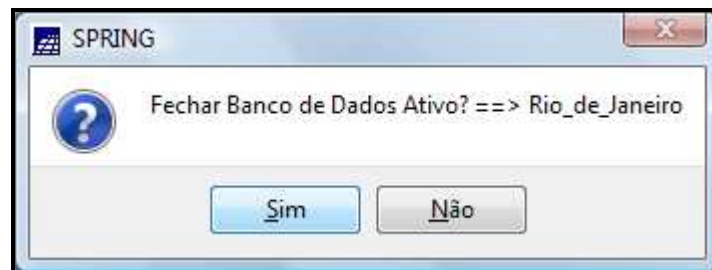 SPRING
Fechar Banco de Dados Ativo? ==> Rio_de_Janeiro
Sim
Não